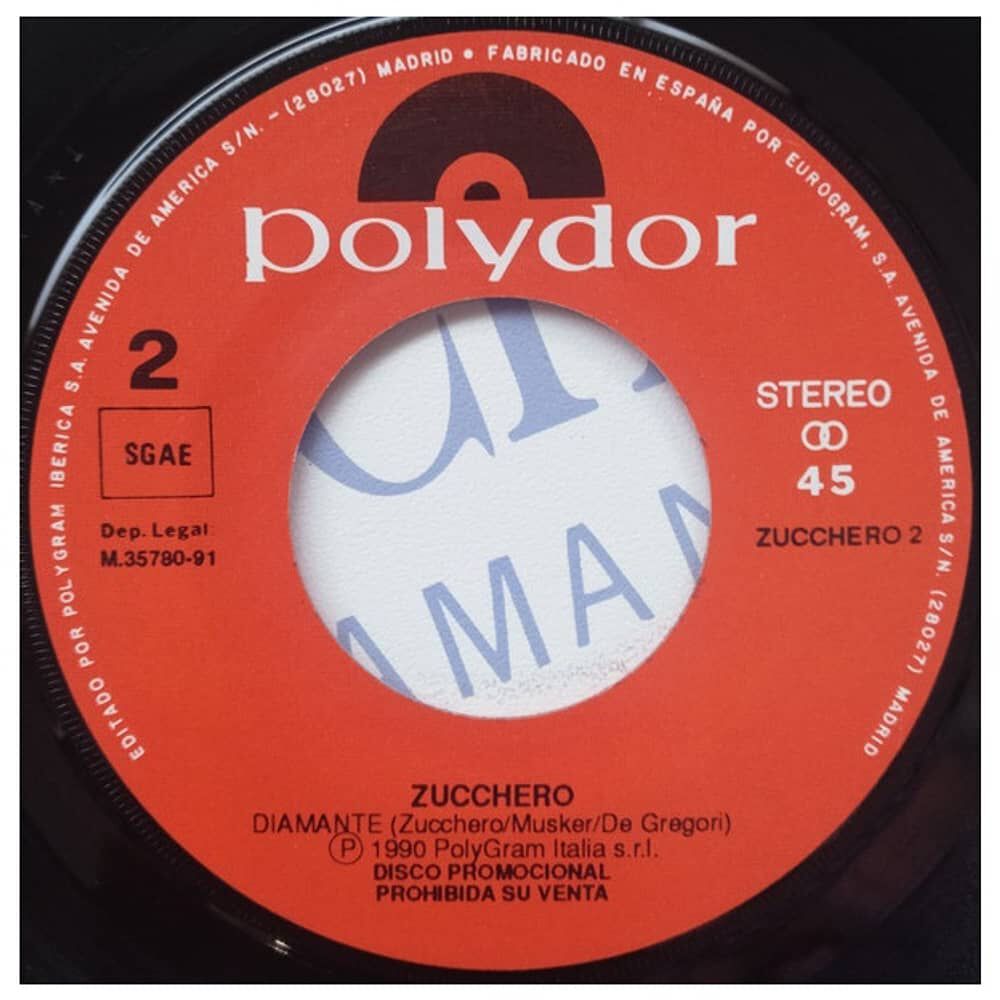 EDITADO POR POLYGRAM IBERICA S.A. AVENIDA DE AMERICA S/N. - (28027) MADRID • FABRICADO EN ESPAÑA POR EUROGRAM, S.A. AVENIDA DE AMERICA S/N. (28027) MADRID
polydor
2
SGAE
Dep. Legal:
M.35780-91
STEREO
45
ZUCCHERO 2
AMAN
ZUCCHERO
DIAMANTE (Zucchero/Musker/De Gregori)
Ⓟ 1990 PolyGram Italia s.r.l.
DISCO PROMOCIONAL
PROHIBIDA SU VENTA